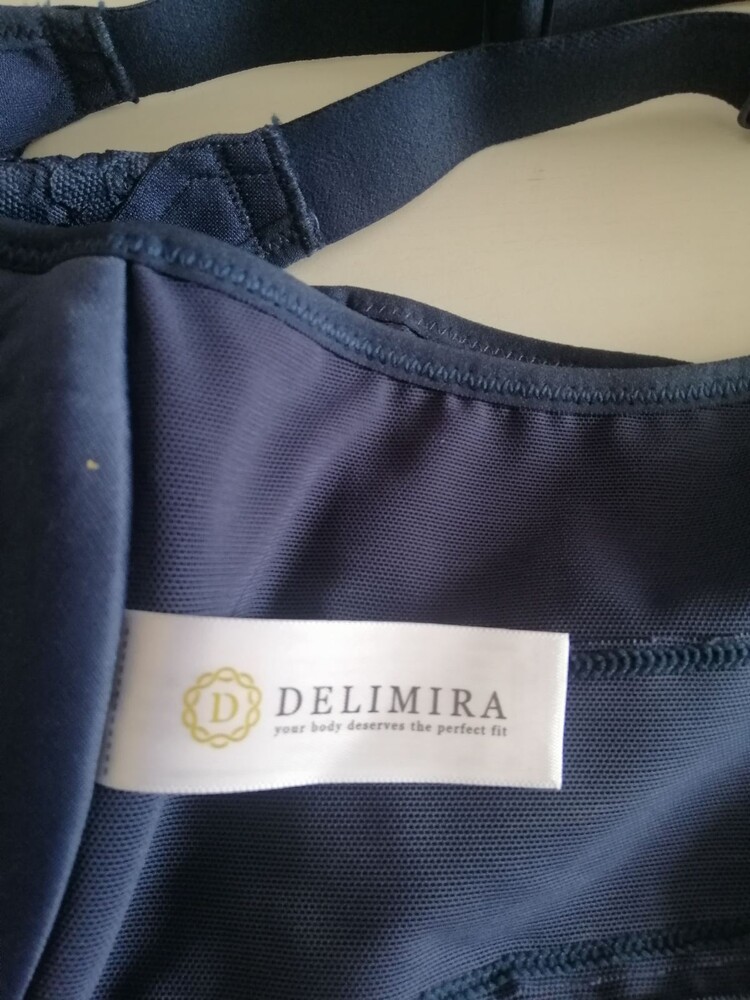 D
DELIMIRA
your body deserves the perfect fit